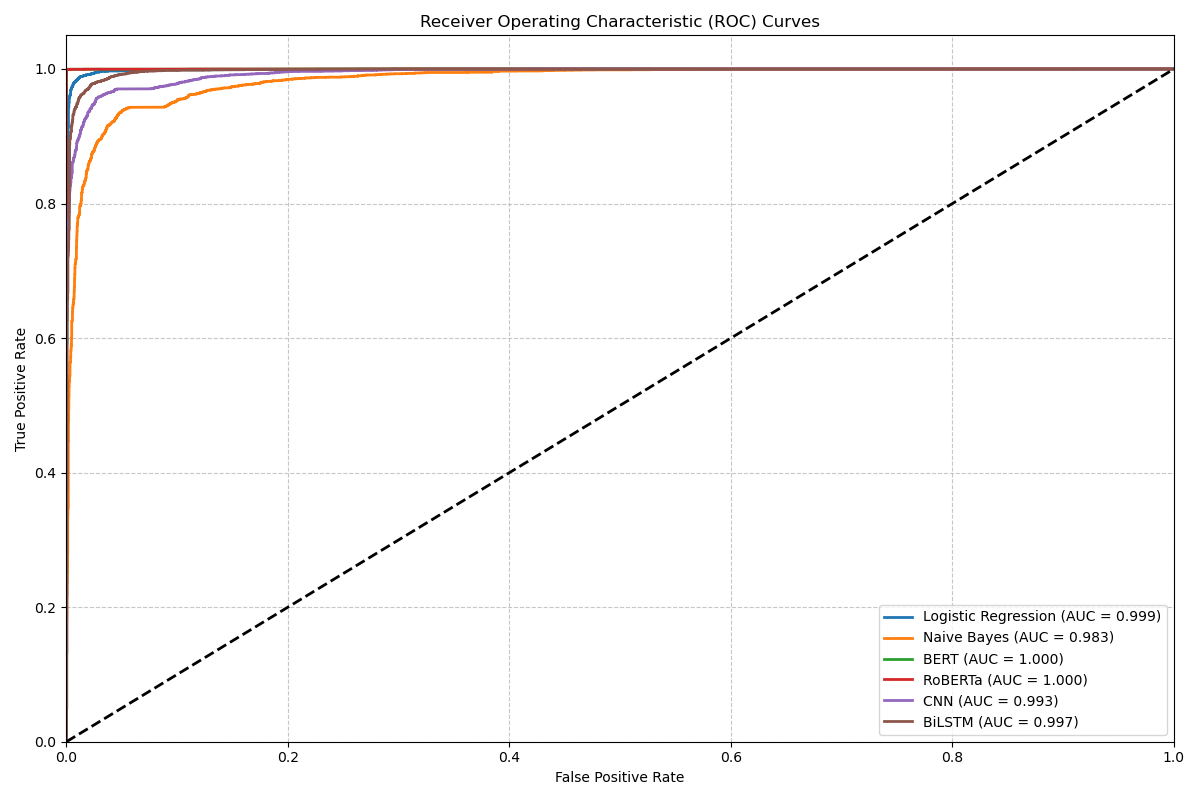 Receiver Operating Characteristic (ROC) Curves
True Positive Rate
1.0
0.8
0.6
0.4
0.2
0.0
Logistic Regression (AUC = 0.999)
Naive Bayes (AUC = 0.983)
BERT (AUC = 1.000)
RoBERTa (AUC = 1.000)
CNN (AUC = 0.993)
BiLSTM (AUC = 0.997)
0.0 0.2 0.4 0.6 0.8 1.0
False Positive Rate